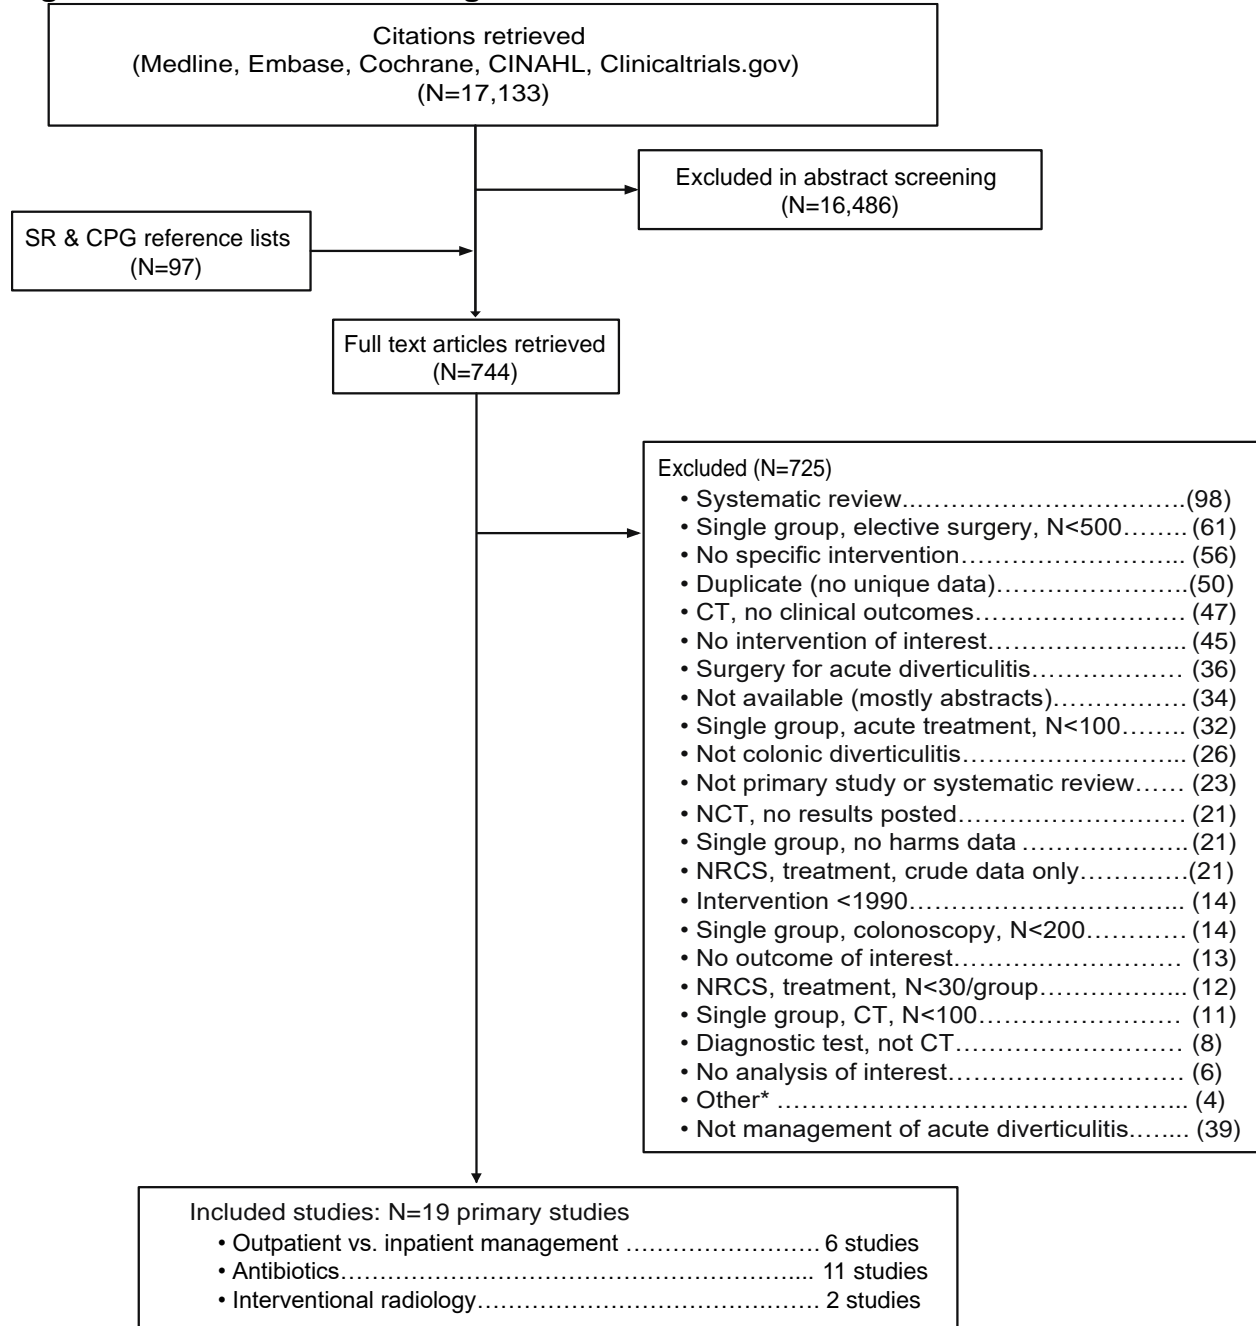 Citations retrieved
(Medline, Embase, Cochrane, CINAHL, Clinicaltrials.gov)
(N=17,133)
Excluded in abstract screening
(N=16,486)
SR & CPG reference lists
(N=97)
Full text articles retrieved
(N=744)
Excluded (N=725)
• Systematic review..……………………………..(98)
• Single group, elective surgery, N<500…….. (61)
• No specific intervention……………………….... (56)
• Duplicate (no unique data)……………………..(50)
• CT, no clinical outcomes……………………… (47)
• No intervention of interest…………………….... (45)
• Surgery for acute diverticulitis………………. (36)
• Not available (mostly abstracts)…………….. (34)
• Single group, acute treatment, N<100…….. (32)
• Not colonic diverticulitis……………………….... (26)
• Not primary study or systematic review…… (23)
• NCT, no results posted……………………….... (21)
• Single group, no harms data …………………..(21)
• NRCS, treatment, crude data only………….(21)
• Intervention <1990…………………………….... (14)
• Single group, colonoscopy, N<200………… (14)
• No outcome of interest………………………… (13)
• NRCS, treatment, N<30/group……………….. (12)
• Single group, CT, N<100……………………… (11)
• Diagnostic test, not CT………………………… (8)
• No analysis of interest………………………… (6)
• Other* ………………………………………….... (4)
• Not management of acute diverticulitis…….... (39)
Included studies: N=19 primary studies
• Outpatient vs. inpatient management ……………………. 6 studies
• Antibiotics………………………………………………….... 11 studies
• Interventional radiology…………………………………… 2 studies